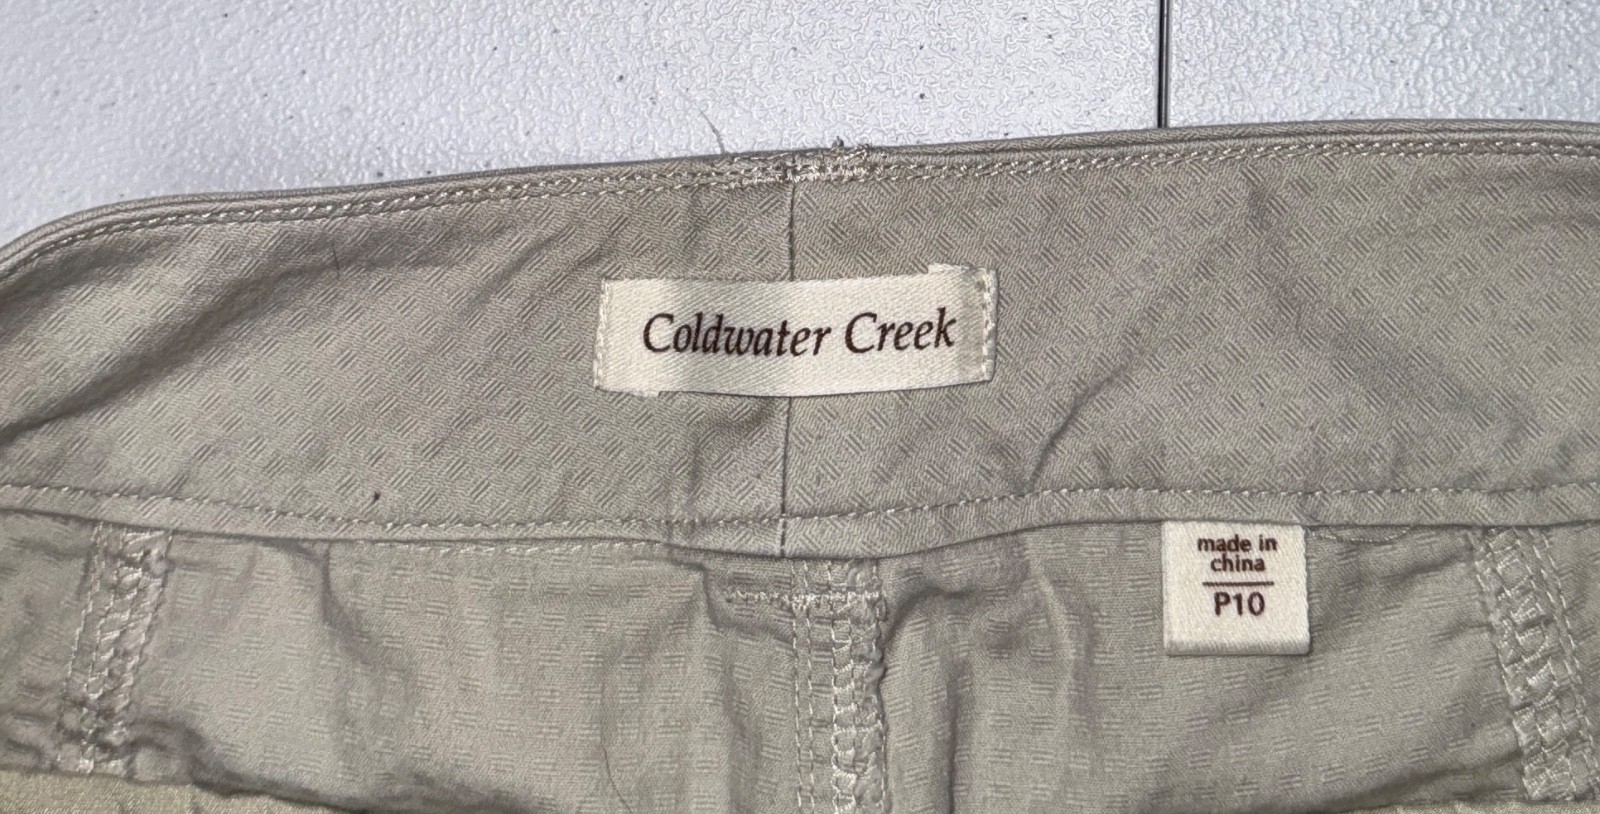 Coldwater Creek
made in
china
P10